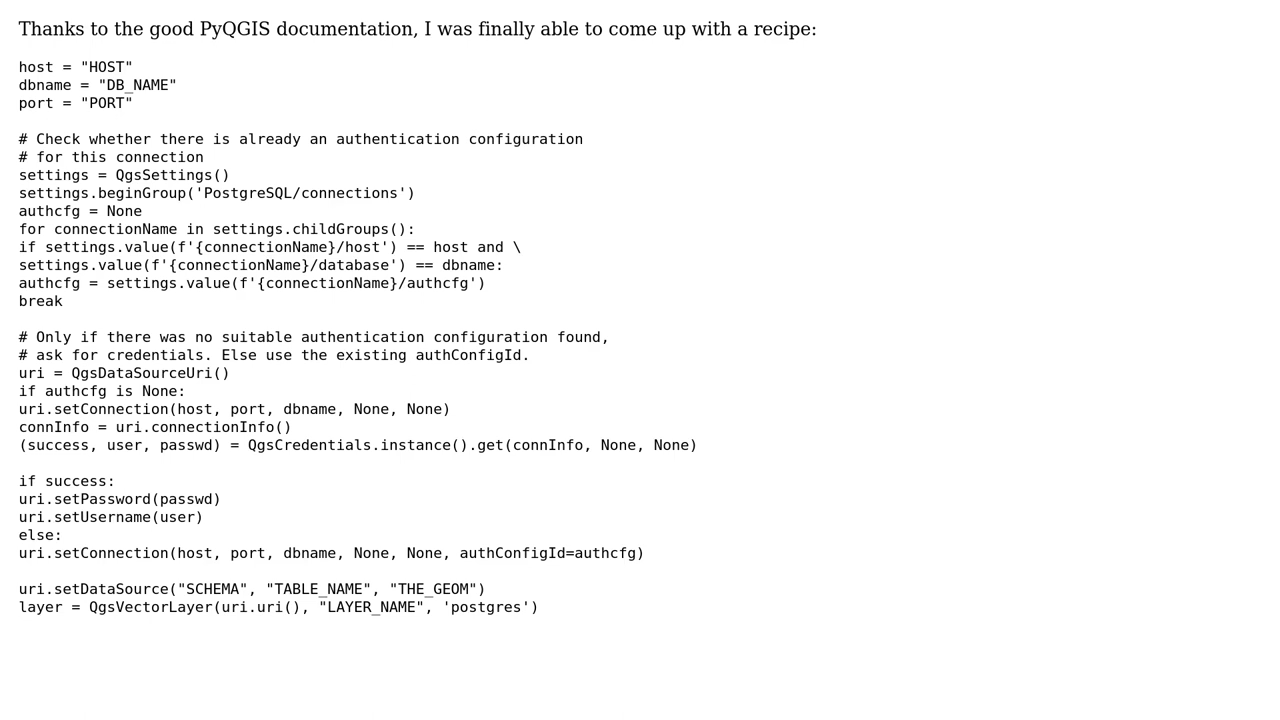 Thanks to the good PyQGIS documentation, I was finally able to come up with a recipe:
host = "HOST"
dbname = "DB_NAME"
port = "PORT"
# Check whether there is already an authentication configuration
# for this connection
settings = QgsSettings()
settings.beginGroup('PostgreSQL/connections')
authcfg = None
for connectionName in settings.childGroups():
if settings.value(f'{connectionName}/host') == host and \
settings.value(f'{connectionName}/database') == dbname:
authcfg = settings.value(f'{connectionName}/authcfg')
break
# Only if there was no suitable authentication configuration found,
# ask for credentials. Else use the existing authConfigId.
uri = QgsDataSourceUri()
if authcfg is None:
uri.setConnection(host, port, dbname, None, None)
connInfo = uri.connectionInfo()
(success, user, passwd) = QgsCredentials.instance().get(connInfo, None, None)
if success:
uri.setPassword(passwd)
uri.setUsername(user)
else:
uri.setConnection(host, port, dbname, None, None, authConfigId=authcfg)
uri.setDataSource("SCHEMA", "TABLE_NAME", "THE_GEOM")
layer = QgsVectorLayer(uri.uri(), "LAYER_NAME", 'postgres')